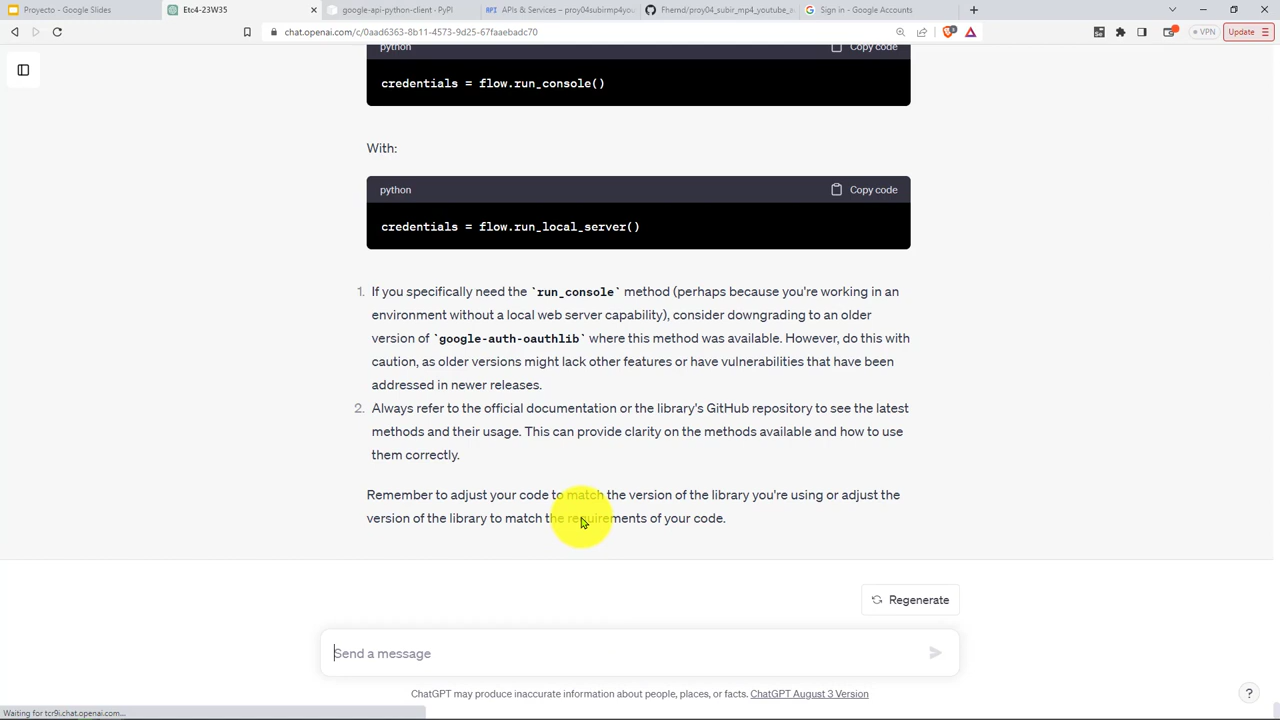 Proyecto - Google Slides
Etc4-23W35
google-api-python-client · PyPI
APIs & Services – proy04subirmp4you
Fhernd/proy04_subir_mp4_youtube_
Sign in - Google Accounts
chat.openai.com/c/0aad6363-8b11-4573-9d25-67faaebadc70
VPN
Update
python
Copy code
credentials = flow.run_console()
With:
python
Copy code
credentials = flow.run_local_server()
1. If you specifically need the `run_console` method (perhaps because you're working in an
environment without a local web server capability), consider downgrading to an older
version of `google-auth-oauthlib` where this method was available. However, do this with
caution, as older versions might lack other features or have vulnerabilities that have been
addressed in newer releases.
2. Always refer to the official documentation or the library's GitHub repository to see the latest
methods and their usage. This can provide clarity on the methods available and how to use
them correctly.
Remember to adjust your code to match the version of the library you're using or adjust the
version of the library to match the requirements of your code.
Regenerate
Send a message
ChatGPT may produce inaccurate information about people, places, or facts. ChatGPT August 3 Version
?
Waiting for tcr9i.chat.openai.com...